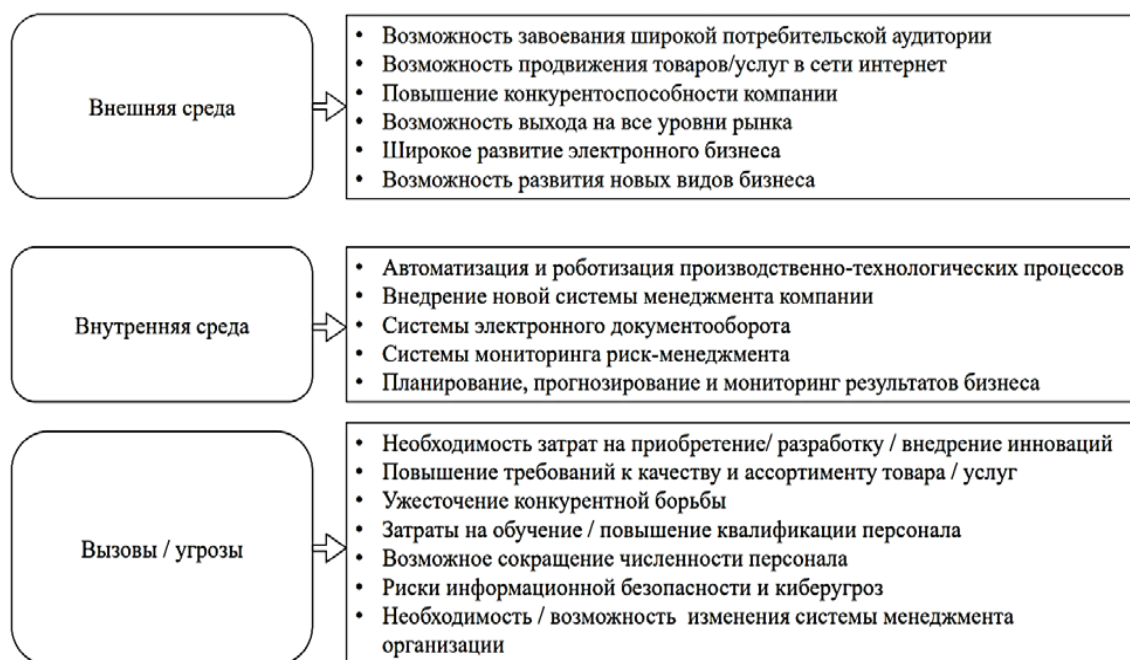 Внешняя среда
• Возможность завоевания широкой потребительской аудитории
• Возможность продвижения товаров/услуг в сети интернет
• Повышение конкурентоспособности компании
• Возможность выхода на все уровни рынка
• Широкое развитие электронного бизнеса
• Возможность развития новых видов бизнеса
Внутренняя среда
• Автоматизация и роботизация производственно-технологических процессов
• Внедрение новой системы менеджмента компании
• Системы электронного документооборота
• Системы мониторинга риск-менеджмента
• Планирование, прогнозирование и мониторинг результатов бизнеса
Вызовы / угрозы
• Необходимость затрат на приобретение/ разработку / внедрение инноваций
• Повышение требований к качеству и ассортименту товара / услуг
• Ужесточение конкурентной борьбы
• Затраты на обучение / повышение квалификации персонала
• Возможное сокращение численности персонала
• Риски информационной безопасности и киберугроз
• Необходимость / возможность изменения системы менеджмента
организации